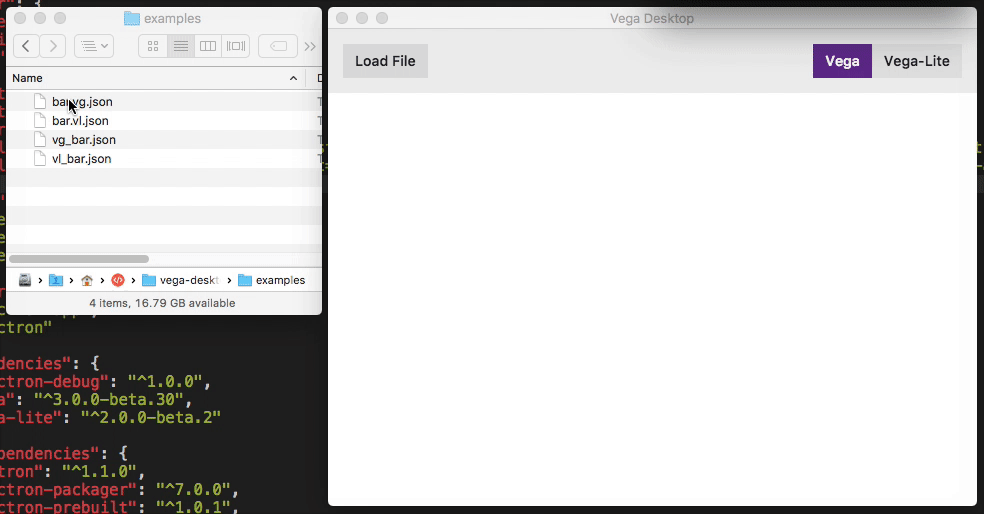 examples
Name
bar.vg.json
bar.vl.json
vg_bar.json
vl_bar.json
vega-deskt
examples
4 items, 16.79 GB available
Vega Desktop
Load File
Vega
Vega-Lite
ctron"
dencies": {
ctron-debug": "^1.0.0",
a": "^3.0.0-beta.30",
a-lite": "^2.0.0-beta.2"
pendencies": {
tron": "^1.1.0",
ctron-packager": "^7.0.0",
ctron-prebuilt": "^1.0.1",